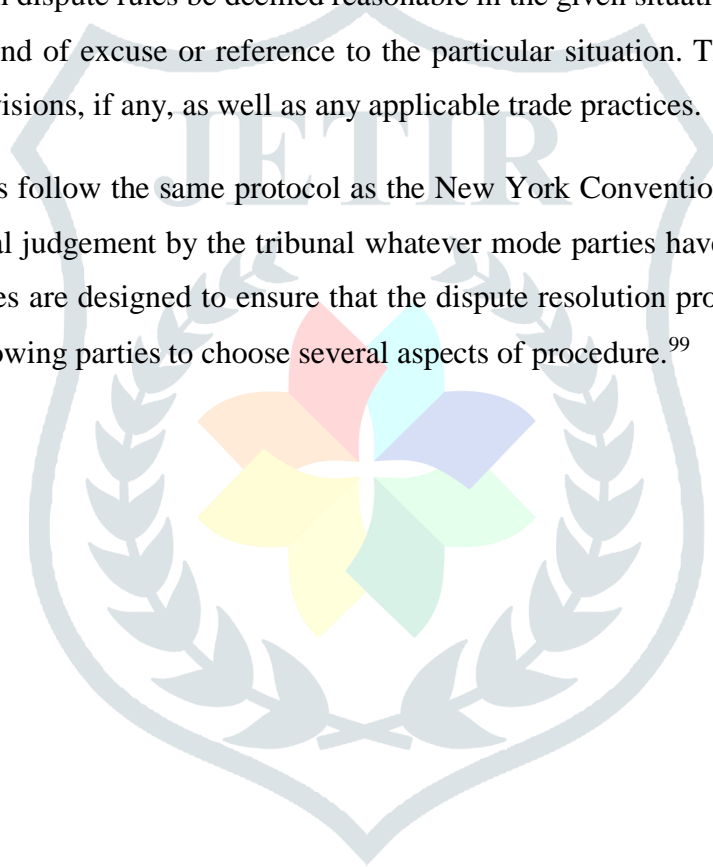 dispute rules be deemed reasonable in the given situati
nd of excuse or reference to the particular situation. T
visions, if any, as well as any applicable trade practices.
JETIR
s follow the same protocol as the New York Conventio
al judgement by the tribunal whatever mode parties have
es are designed to ensure that the dispute resolution pro
owing parties to choose several aspects of procedure.99